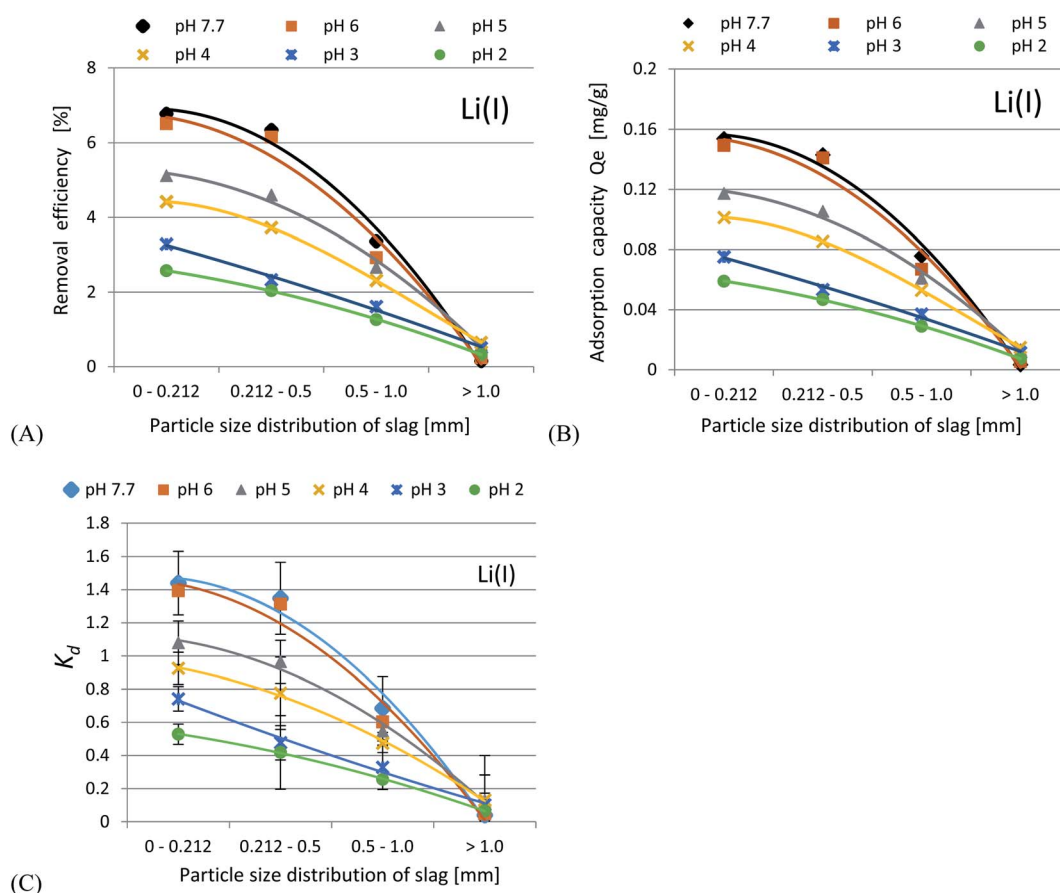 pH 7.7 pH 6 pH 5
pH 4 pH 3 pH 2
8
6
4
2
0
Removal efficiency [%]
Li(I)
0 - 0.212 0.212 - 0.5 0.5 - 1.0 > 1.0
Particle size distribution of slag [mm]
(A)
pH 7.7 pH 6 pH 5
pH 4 pH 3 pH 2
0.2
0.16
0.12
0.08
0.04
0
Adsorption capacity Qe [mg/g]
Li(I)
0 - 0.212 0.212 - 0.5 0.5 - 1.0 > 1.0
Particle size distribution of slag [mm]
(B)
pH 7.7 pH 6 pH 5 pH 4 pH 3 pH 2
1.8
1.6
1.4
1.2
1
0.8
0.6
0.4
0.2
0
Kd
Li(I)
0 - 0.212 0.212 - 0.5 0.5 - 1.0 > 1.0
Particle size distribution of slag [mm]
(C)